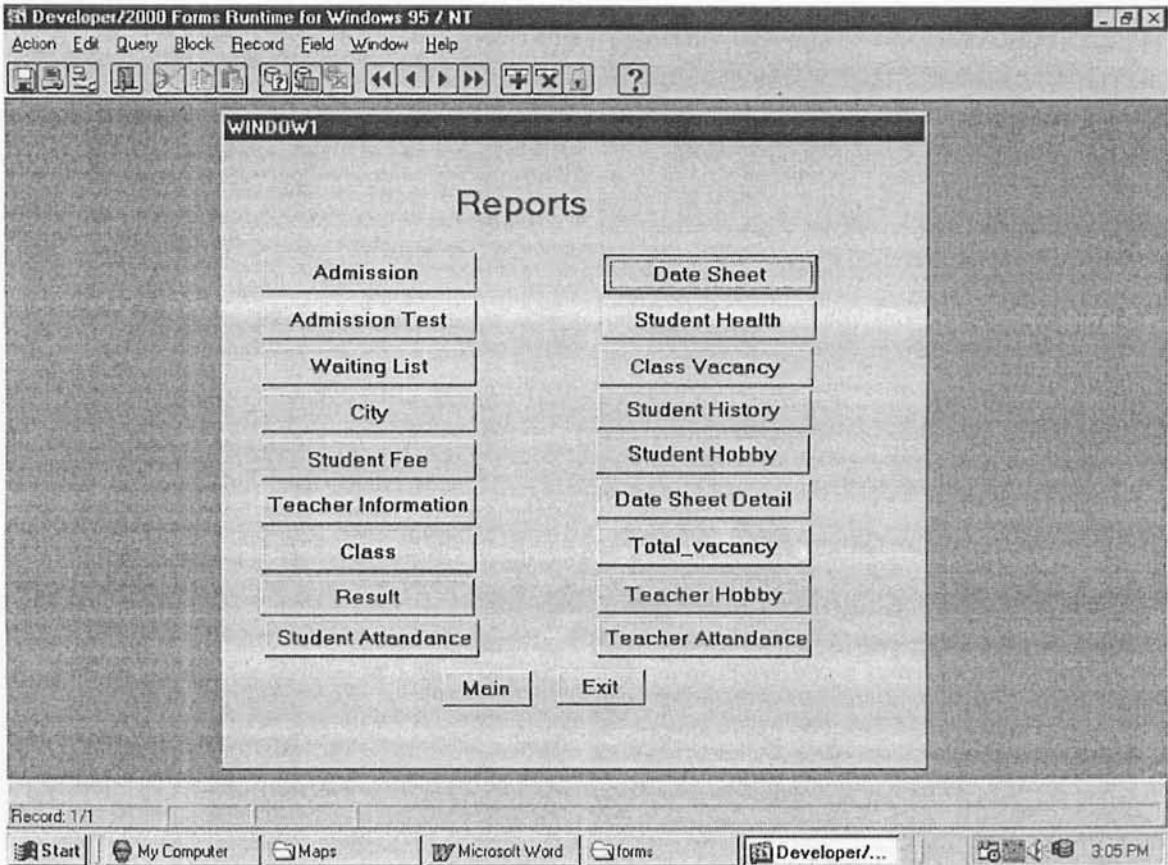 Developer/2000 Forms Runtime for Windows 95 / NT
Action Edit Query Block Record Field Window Help
WINDOW1
Reports
Admission
Date Sheet
Admission Test
Student Health
Waiting List
Class Vacancy
City
Student History
Student Fee
Student Hobby
Teacher Information
Date Sheet Detail
Class
Total_vacancy
Result
Teacher Hobby
Student Attandance
Teacher Attandance
Main Exit
Record: 1/1
Start My Computer Maps Microsoft Word forms Developer/... 3:05 PM